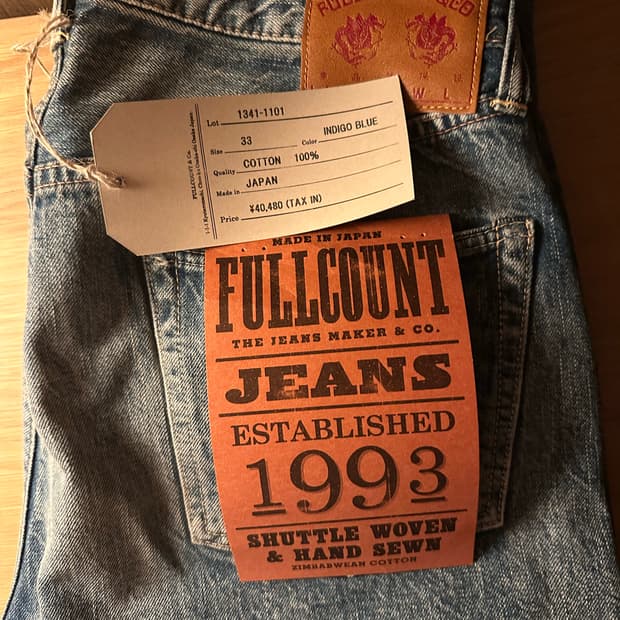 FULL &CO
W L
FULLCOUNT & Co.
Lot 1341-1101
Size 33 Color INDIGO BLUE
Quality COTTON 100%
Made in JAPAN
Price ¥40,480 (TAX IN)
MADE IN JAPAN
FULLCOUNT
THE JEANS MAKER & CO.
JEANS
ESTABLISHED
1993
SHUTTLE WOVEN
& HAND SEWN
ZIMBABWEAN COTTON